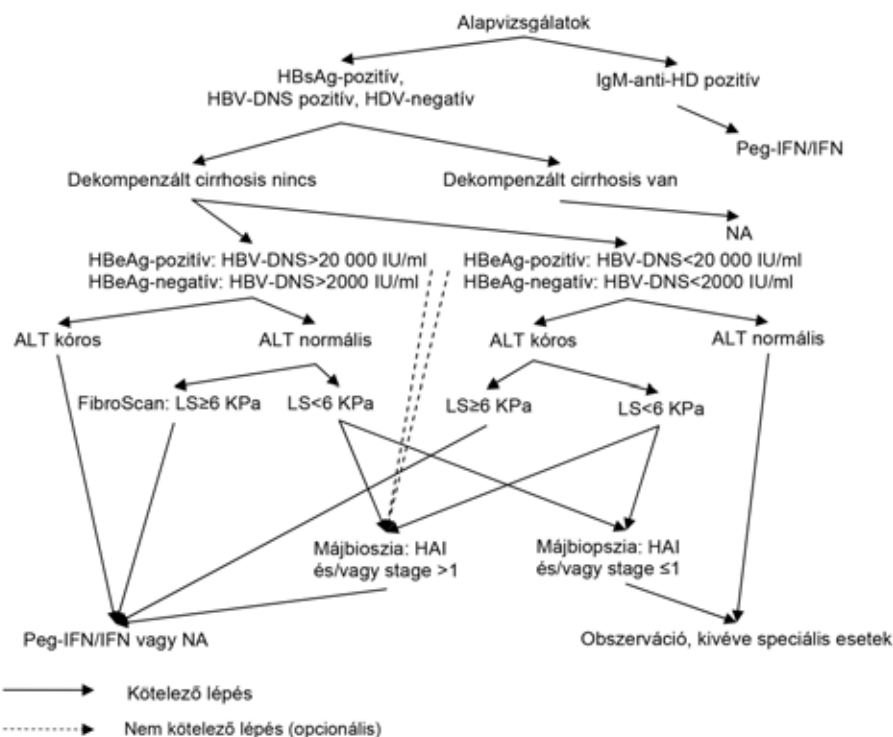 Alapvizsgálatok
HBsAg-pozitív,
HBV-DNS pozitív, HDV-negatív
IgM-anti-HD pozitív
Peg-IFN/IFN
Dekompenzált cirrhosis nincs
Dekompenzált cirrhosis van
NA
HBeAg-pozitív: HBV-DNS>20 000 IU/ml
HBeAg-negatív: HBV-DNS>2000 IU/ml
HBeAg-pozitív: HBV-DNS<20 000 IU/ml
HBeAg-negatív: HBV-DNS<2000 IU/ml
ALT kóros
ALT normális
ALT kóros
ALT normális
FibroScan: LS≥6 KPa
LS<6 KPa
LS≥6 KPa
LS<6 KPa
Májbioszia: HAI
és/vagy stage >1
Májbiopszia: HAI
és/vagy stage ≤1
Peg-IFN/IFN vagy NA
Obszerváció, kivéve speciális esetek
Kötelező lépés
Nem kötelező lépés (opcionális)